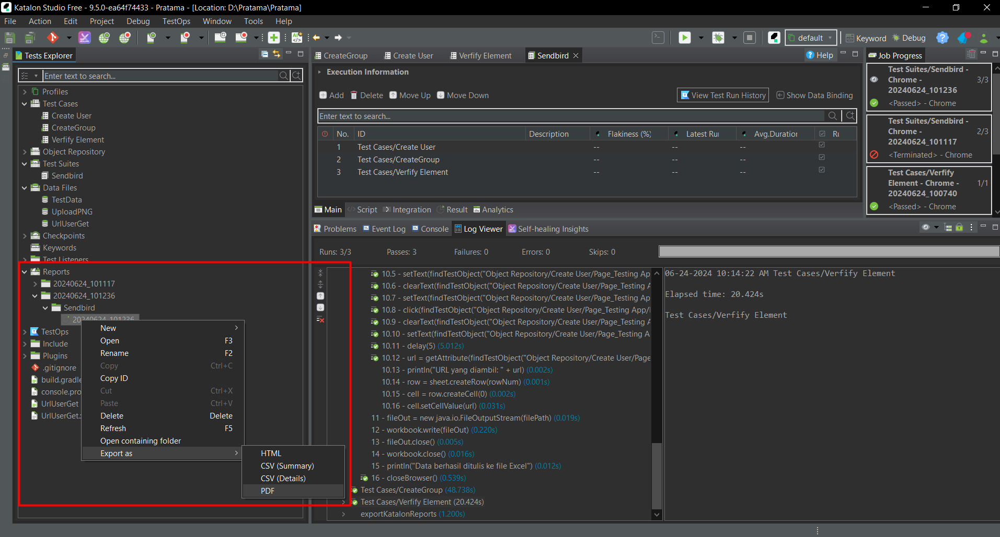 Katalon Studio Free - 9.5.0-ea64f74433 - Pratama - [Location: D:\Pratama\Pratama]
File Action Edit Project Debug TestOps Window Tools Help
default Keyword Debug
Tests Explorer
Enter text to search...
Profiles
Test Cases
Create User
CreateGroup
Verfify Element
Object Repository
Test Suites
Sendbird
Data Files
TestData
UploadPNG
UrlUserGet
Checkpoints
Keywords
Test Listeners
Reports
20240624_101117
20240624_101236
Sendbird
20240624_101236
TestOps
Include
Plugins
.gitignore
build.gradle
console.pro
UrlUserGet
UrlUserGet.x
New
Open F3
Rename F2
Copy Ctrl+C
Copy ID
Cut Ctrl+X
Paste Ctrl+V
Delete Delete
Refresh F5
Open containing folder
Export as
HTML
CSV (Summary)
CSV (Details)
PDF
CreateGroup Create User Verfify Element Sendbird Help
Execution Information
Add Delete Move Up Move Down View Test Run History Show Data Binding
Enter text to search...
No. ID Description Flakiness (%) Latest Run Avg.Duration Ru
1 Test Cases/Create User -- -- --
2 Test Cases/CreateGroup -- -- --
3 Test Cases/Verfify Element -- -- --
Main Script Integration Result Analytics
Problems Event Log Console Log Viewer Self-healing Insights
Runs: 3/3 Passes: 3 Failures: 0 Errors: 0 Skips: 0
10.5 - setText(findTestObject("Object Repository/Create User/Page_Testing Ap
10.6 - clearText(findTestObject("Object Repository/Create User/Page_Testing A
10.7 - setText(findTestObject("Object Repository/Create User/Page_Testing Ap
10.8 - click(findTestObject("Object Repository/Create User/Page_Testing App/
10.9 - clearText(findTestObject("Object Repository/Create User/Page_Testing A
10.10 - setText(findTestObject("Object Repository/Create User/Page_Testing A
10.11 - delay(5) (5.012s)
10.12 - url = getAttribute(findTestObject("Object Repository/Create User/Page
10.13 - println("URL yang diambil: " + url) (0.002s)
10.14 - row = sheet.createRow(rowNum) (0.001s)
10.15 - cell = row.createCell(0) (0.002s)
10.16 - cell.setCellValue(url) (0.031s)
11 - fileOut = new java.io.FileOutputStream(filePath) (0.019s)
12 - workbook.write(fileOut) (0.220s)
13 - fileOut.close() (0.005s)
14 - workbook.close() (0.016s)
15 - println("Data berhasil ditulis ke file Excel") (0.012s)
16 - closeBrowser() (0.539s)
Test Cases/CreateGroup (48.738s)
Test Cases/Verfify Element (20.424s)
exportKatalonReports (1.200s)
06-24-2024 10:14:22 AM Test Cases/Verfify Element
Elapsed time: 20.424s
Test Cases/Verfify Element
Job Progress
Test Suites/Sendbird -
Chrome - 3/3
20240624_101236
<Passed> - Chrome
Test Suites/Sendbird -
Chrome - 2/3
20240624_101117
<Terminated> - Chrome
Test Cases/Verfify
Element - Chrome - 1/1
20240624_100740
<Passed> - Chrome